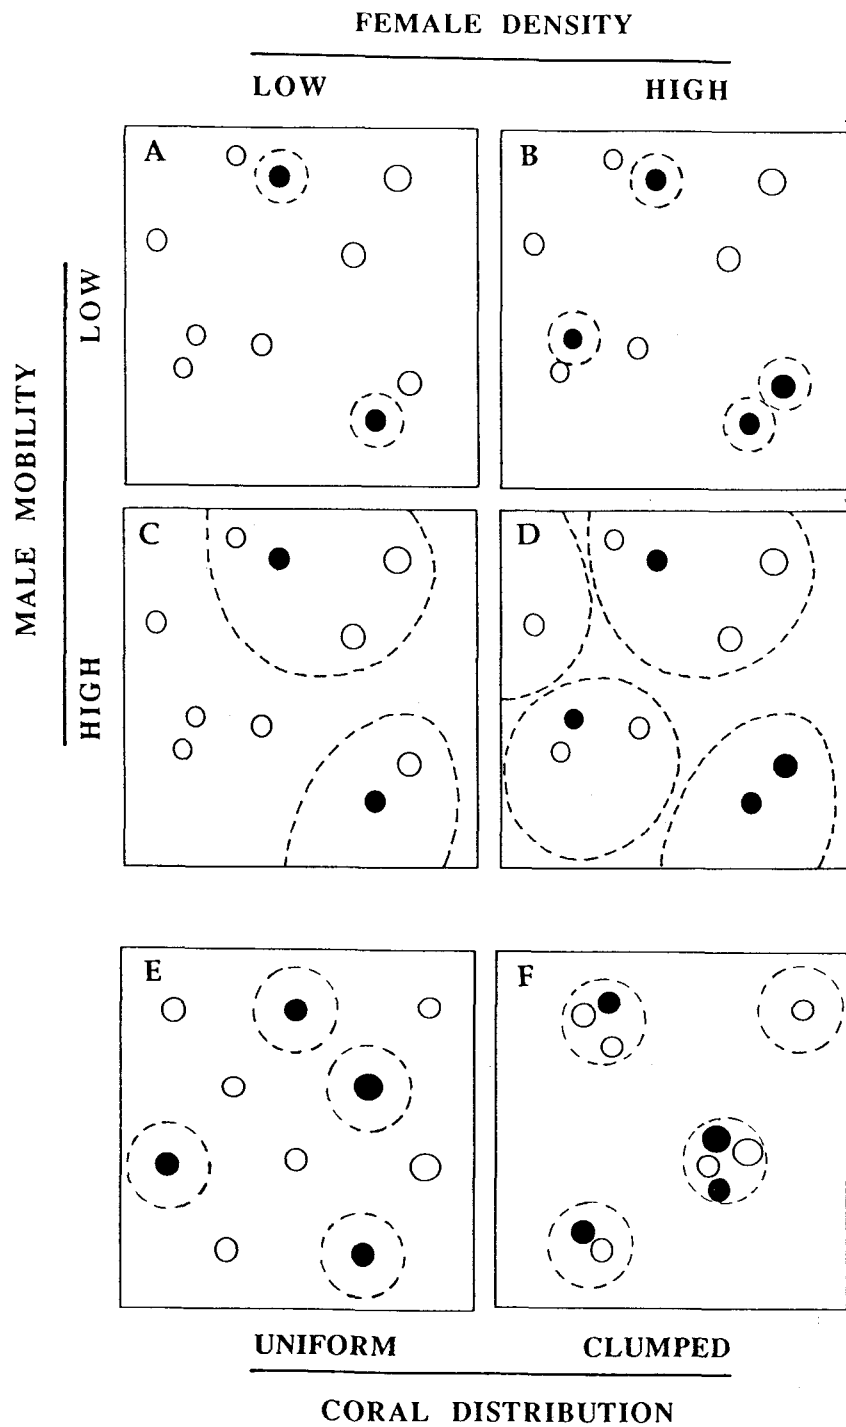 FEMALE DENSITY
LOW
HIGH
A
B
MALE MOBILITY
LOW
C
D
HIGH
E
F
UNIFORM
CLUMPED
CORAL DISTRIBUTION